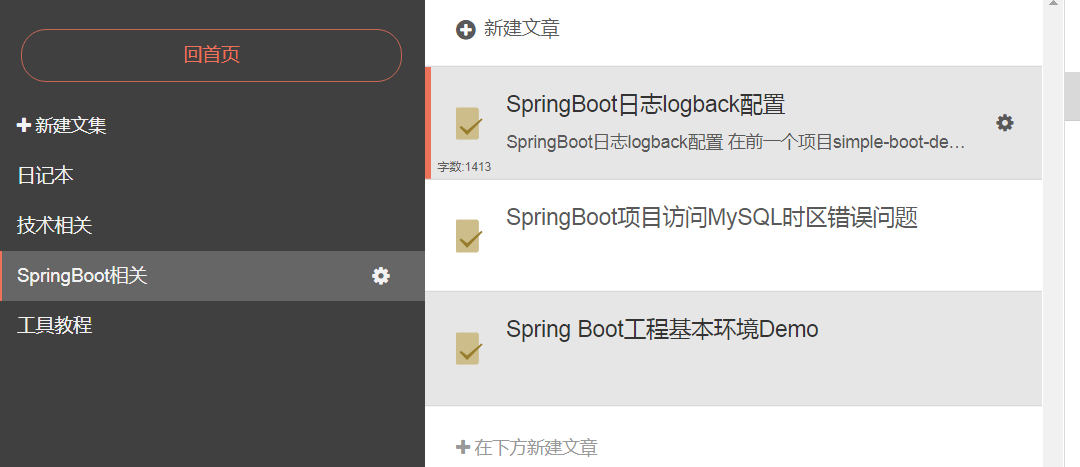 回首页
新建文集
日记本
技术相关
SpringBoot相关
工具教程
新建文章
SpringBoot日志logback配置
SpringBoot日志logback配置 在前一个项目simple-boot-de...
字数:1413
SpringBoot项目访问MySQL时区错误问题
Spring Boot工程基本环境Demo
在下方新建文章